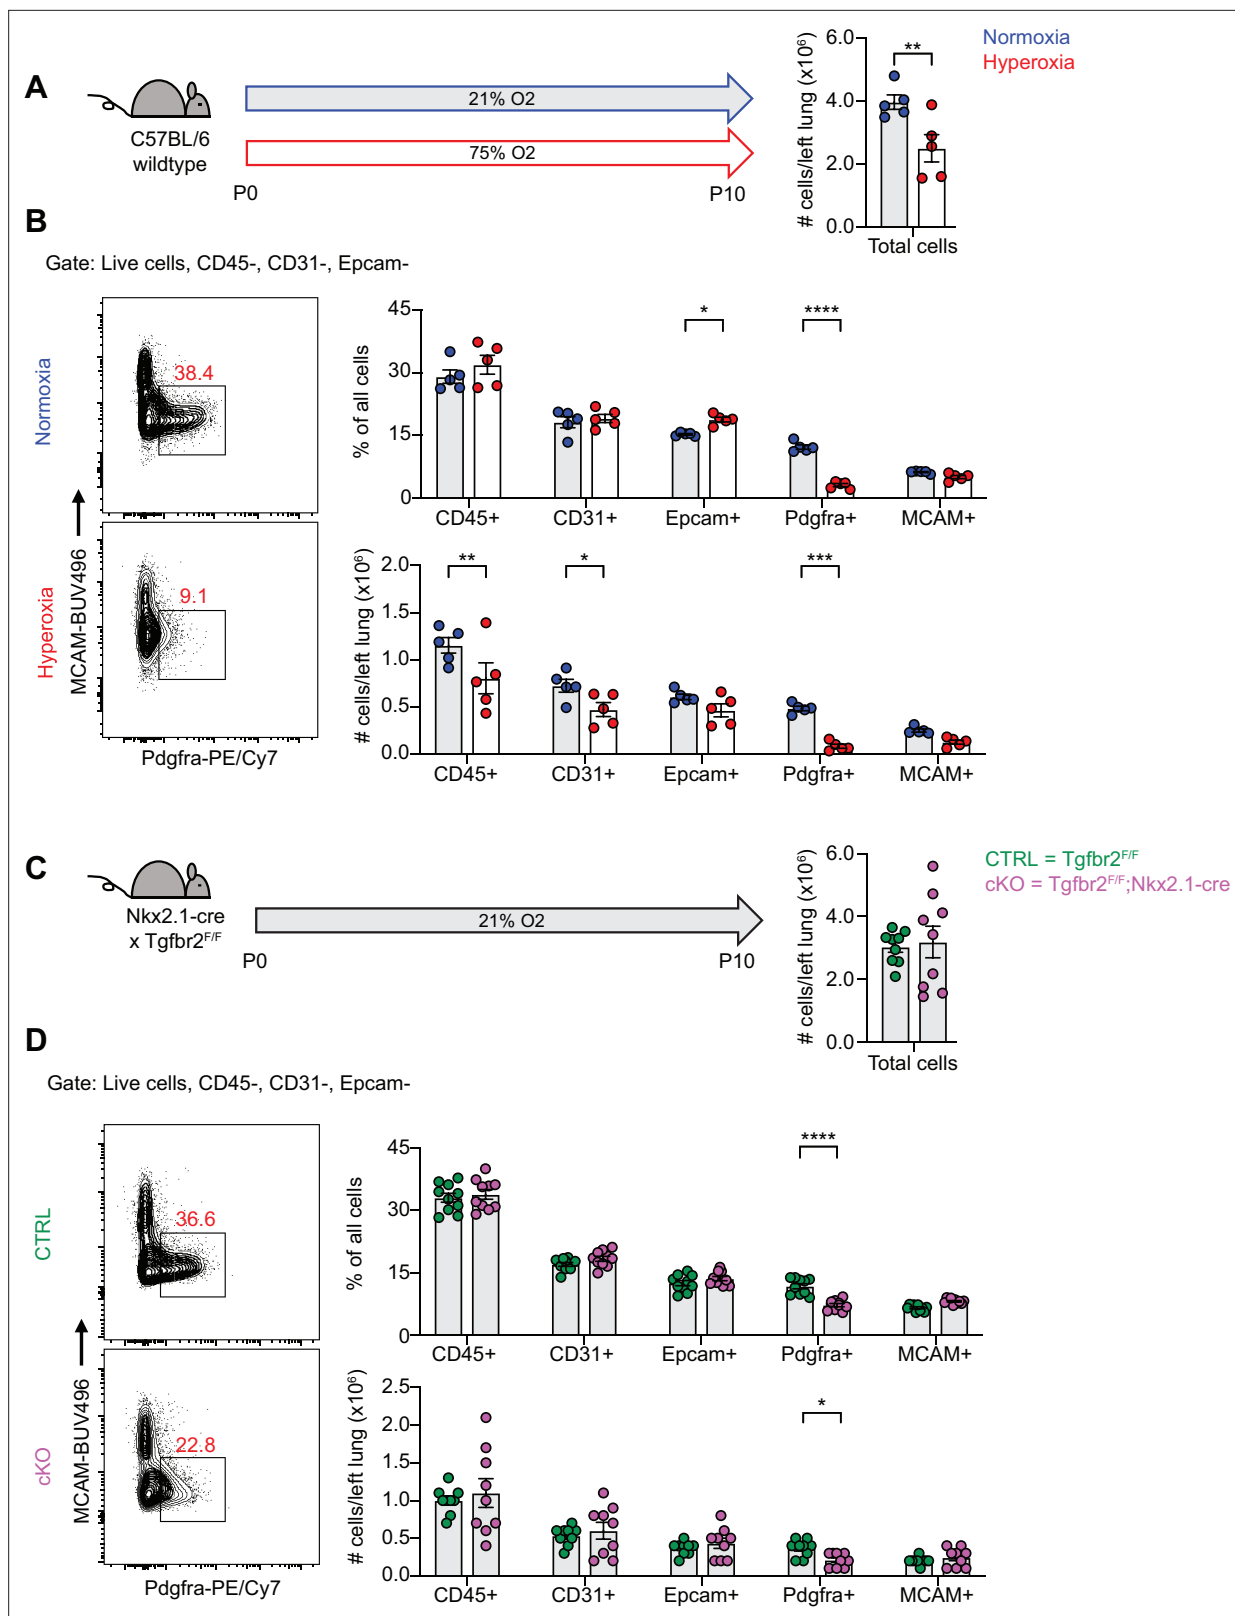 A
C57BL/6
wildtype
21% O2
75% O2
P0
P10
# cells/left lung (x10⁶)
6.0
4.0
2.0
0.0
**
Total cells
Normoxia
Hyperoxia
B
Gate: Live cells, CD45-, CD31-, Epcam-
Normoxia
38.4
Hyperoxia
9.1
MCAM-BUV496
Pdgfra-PE/Cy7
% of all cells
45
30
15
0
*
****
CD45+
CD31+
Epcam+
Pdgfra+
MCAM+
# cells/left lung (x10⁶)
2.0
1.5
1.0
0.5
0.0
**
*
***
CD45+
CD31+
Epcam+
Pdgfra+
MCAM+
C
Nkx2.1-cre
x Tgfbr2ᶠ/ᶠ
21% O2
P0
P10
# cells/left lung (x10⁶)
6.0
4.0
2.0
0.0
Total cells
CTRL = Tgfbr2ᶠ/ᶠ
cKO = Tgfbr2ᶠ/ᶠ;Nkx2.1-cre
D
Gate: Live cells, CD45-, CD31-, Epcam-
CTRL
36.6
cKO
22.8
MCAM-BUV496
Pdgfra-PE/Cy7
% of all cells
45
30
15
0
****
CD45+
CD31+
Epcam+
Pdgfra+
MCAM+
# cells/left lung (x10⁶)
2.5
2.0
1.5
1.0
0.5
0.0
*
CD45+
CD31+
Epcam+
Pdgfra+
MCAM+